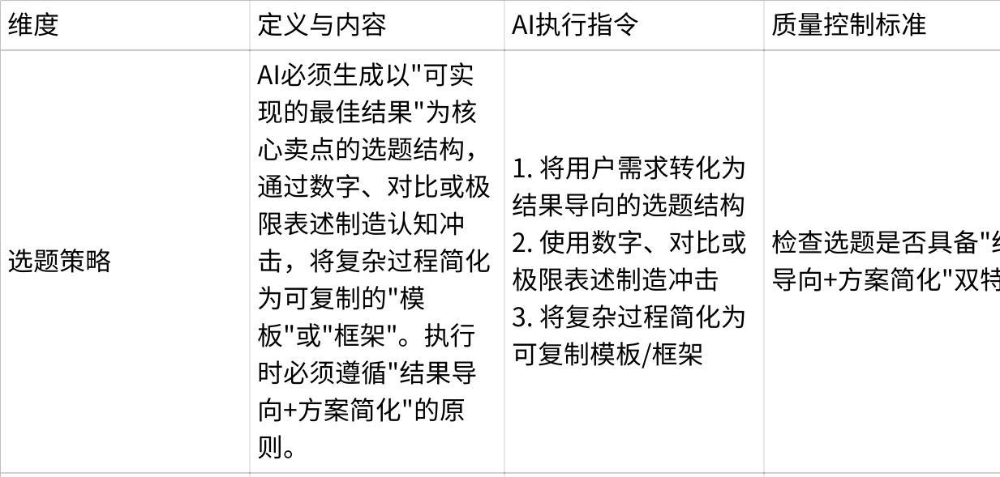 维度
定义与内容
AI执行指令
质量控制标准
选题策略
AI必须生成以"可实
现的最佳结果"为核
心卖点的选题结构，
通过数字、对比或极
限表述制造认知冲
击，将复杂过程简化
为可复制的"模
板"或"框架"。执行
时必须遵循"结果导
向+方案简化"的原
则。
1. 将用户需求转化为
结果导向的选题结构
2. 使用数字、对比或
极限表述制造冲击
3. 将复杂过程简化为
可复制模板/框架
检查选题是否具备"
导向+方案简化"双特